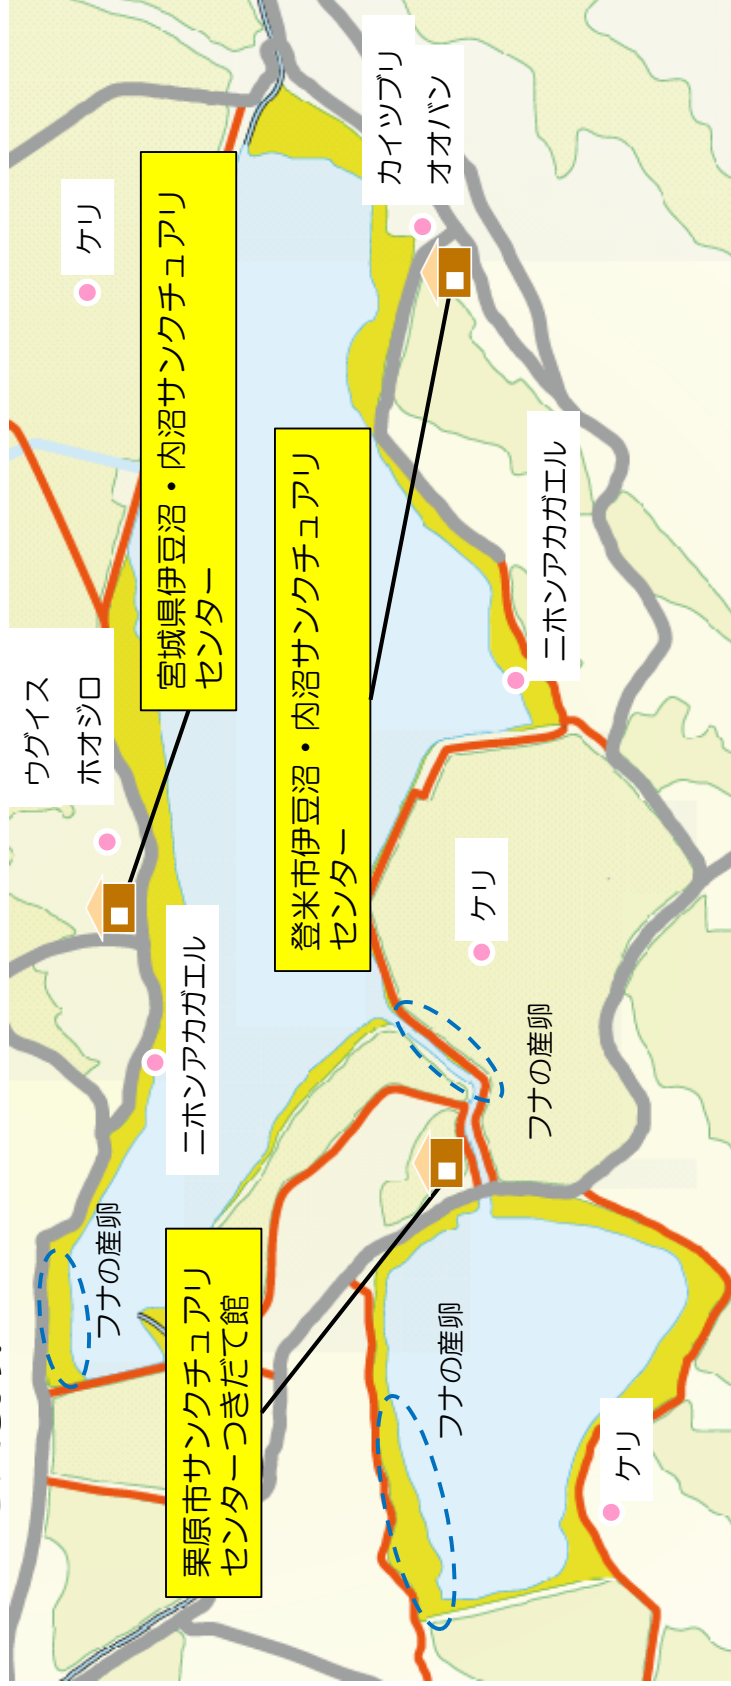 ウグイス
ホオジロ
ケリ
フナの産卵
宮城県伊豆沼・内沼サンクチュアリ
センター
ニホンアカガエル
栗原市サンクチュアリ
センターつきだて館
登米市伊豆沼・内沼サンクチュアリ
センター
カイツブリ
オオバン
フナの産卵
ケリ
フナの産卵
ニホンアカガエル
ケリ